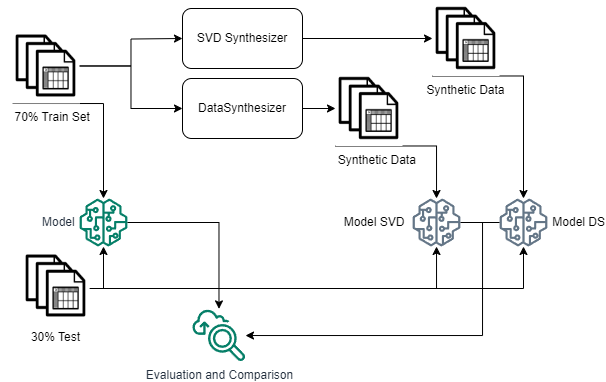 SVD Synthesizer
Synthetic Data
70% Train Set
DataSynthesizer
Synthetic Data
Model
Model SVD
Model DS
30% Test
Evaluation and Comparison